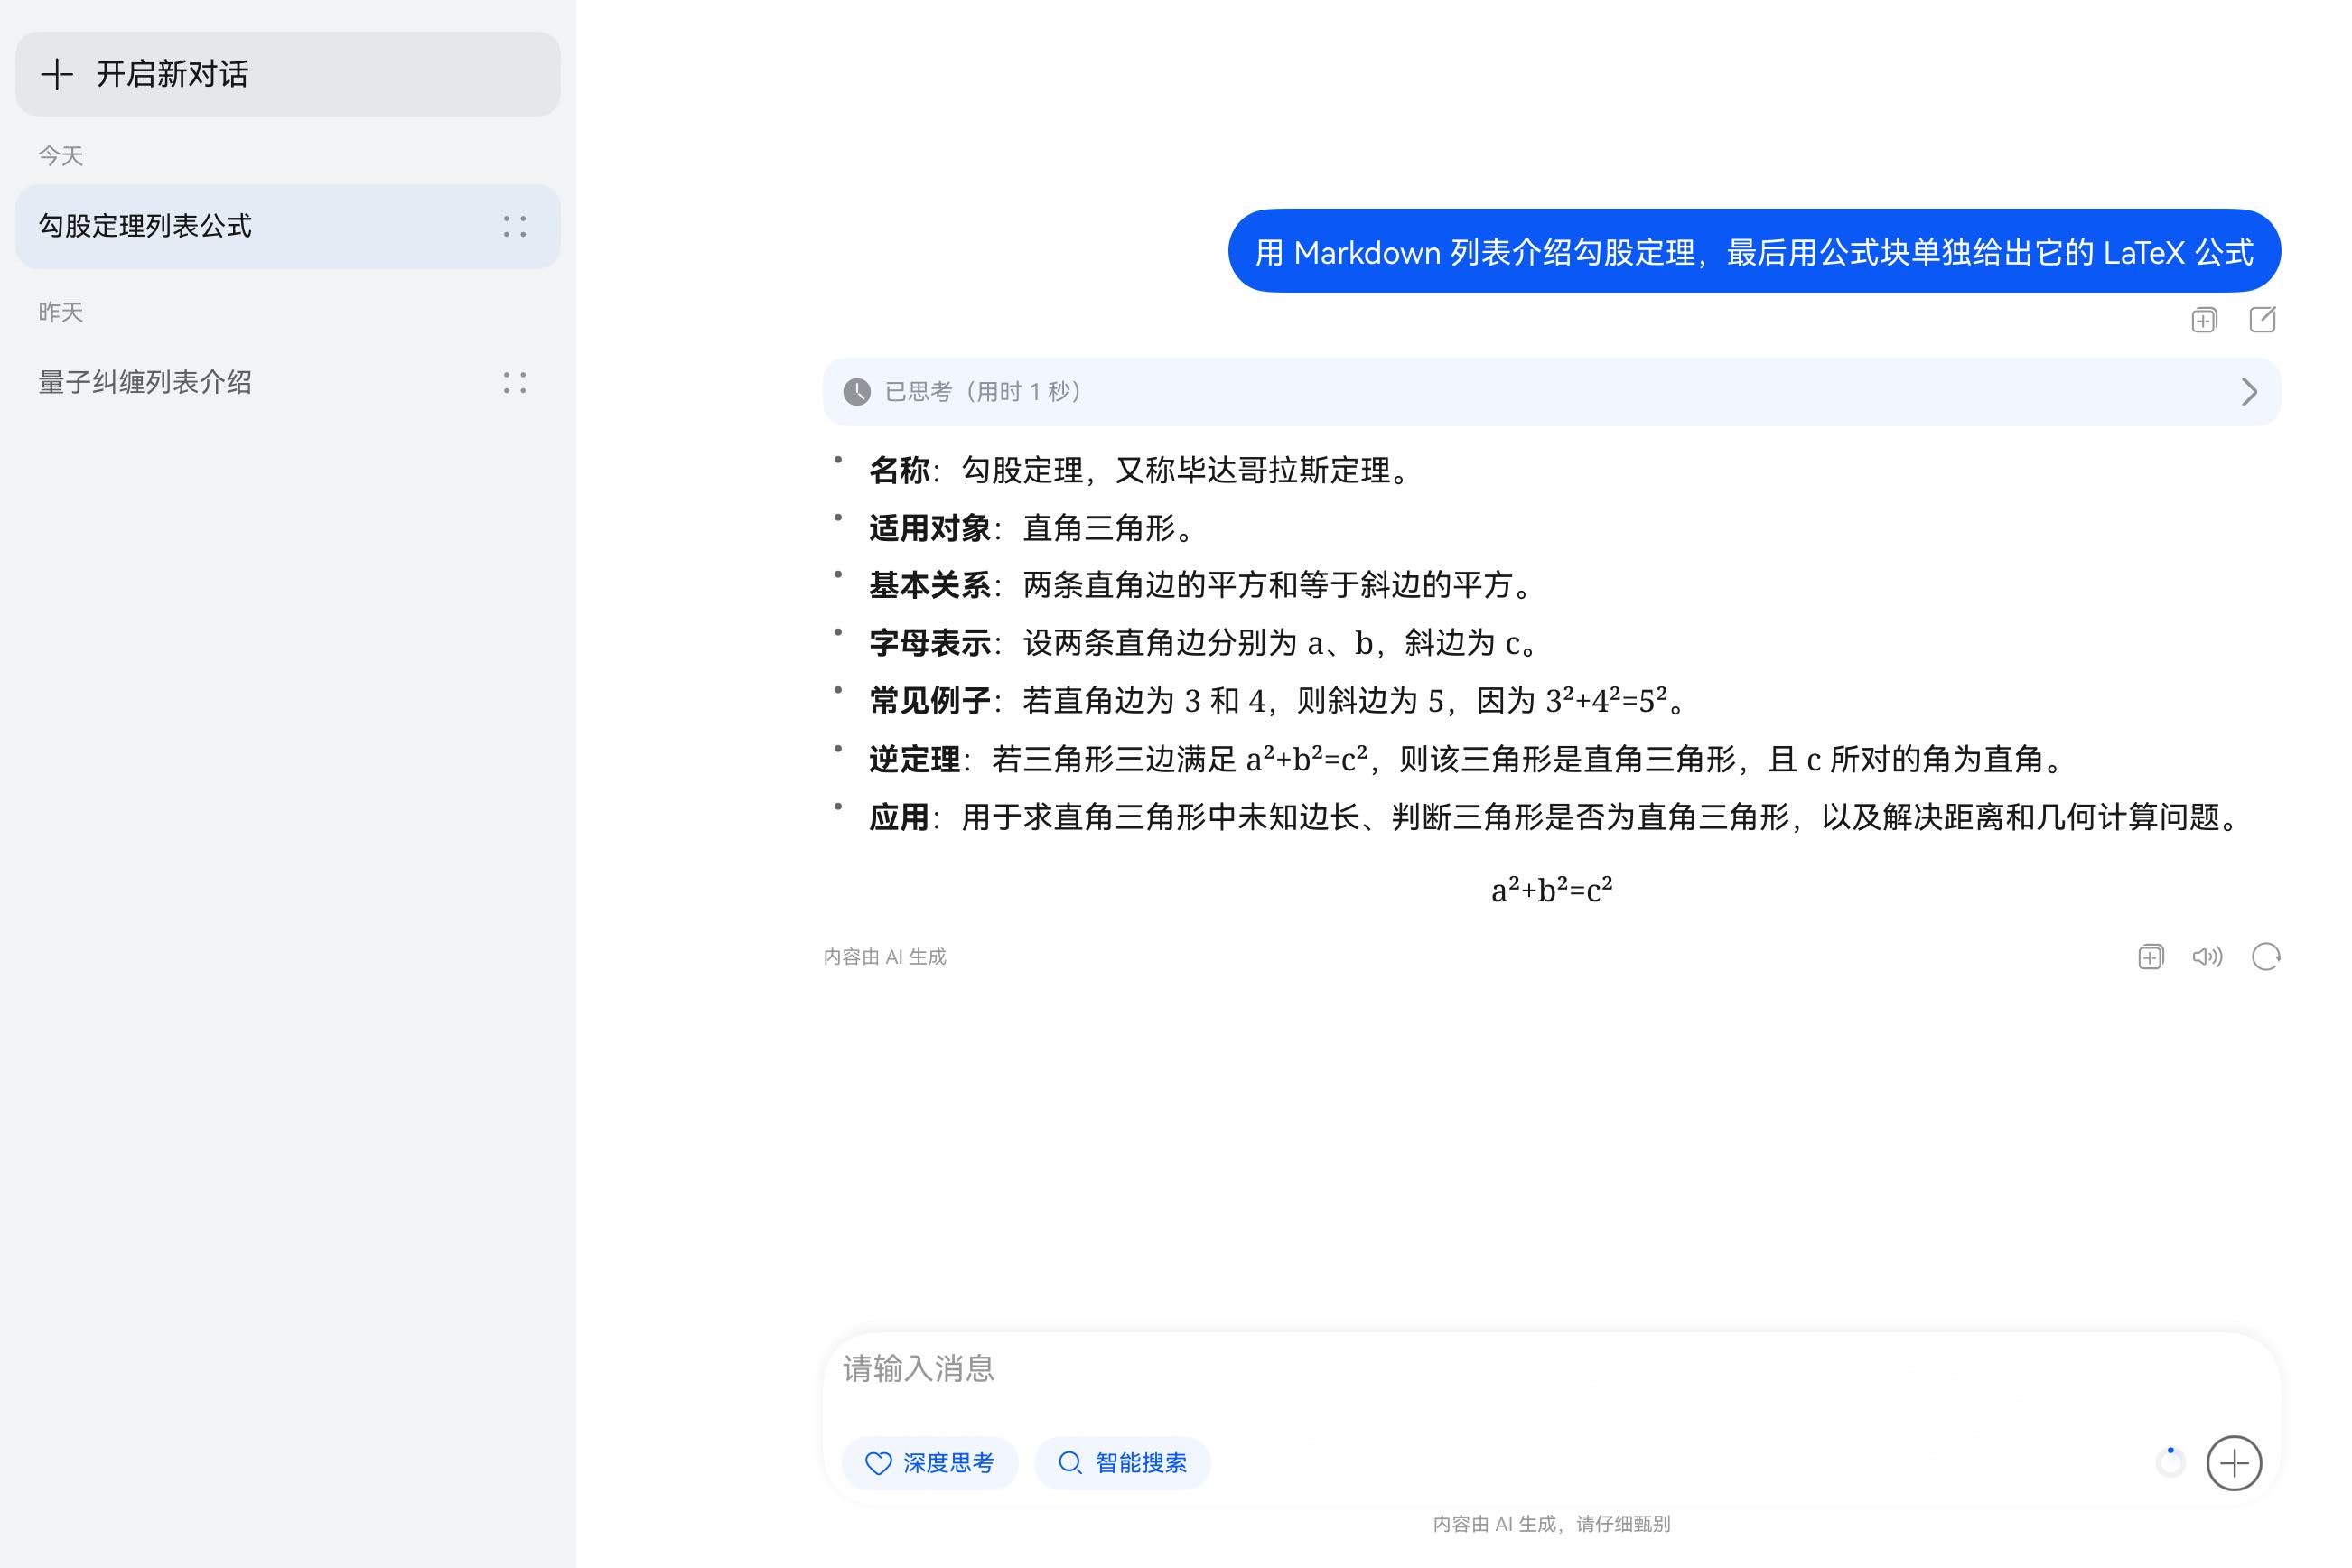 开启新对话
今天
勾股定理列表公式
昨天
量子纠缠列表介绍
用 Markdown 列表介绍勾股定理，最后用公式块单独给出它的 LaTeX 公式
已思考（用时 1 秒）
名称：勾股定理，又称毕达哥拉斯定理。
适用对象：直角三角形。
基本关系：两条直角边的平方和等于斜边的平方。
字母表示：设两条直角边分别为 a、b，斜边为 c。
常见例子：若直角边为 3 和 4，则斜边为 5，因为 3²+4²=5²。
逆定理：若三角形三边满足 a²+b²=c²，则该三角形是直角三角形，且 c 所对的角为直角。
应用：用于求直角三角形中未知边长、判断三角形是否为直角三角形，以及解决距离和几何计算问题。
a²+b²=c²
内容由 AI 生成
请输入消息
深度思考 智能搜索
内容由 AI 生成，请仔细甄别